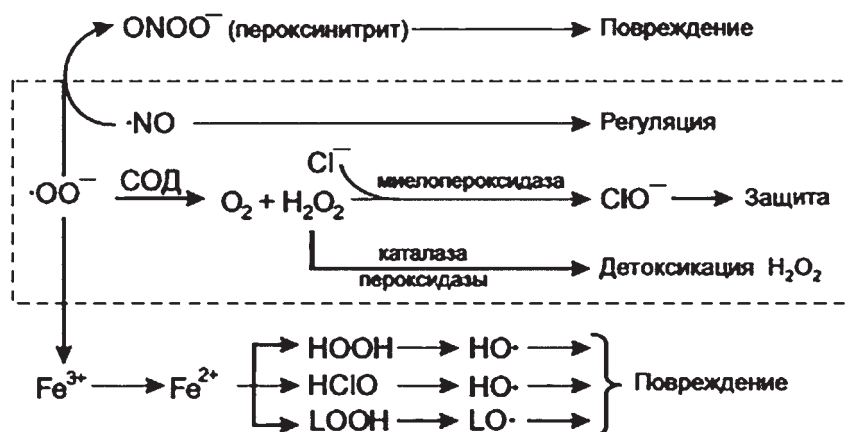 ONOO⁻ (пероксинитрит) → Повреждение
·NO → Регуляция
Cl⁻
·OO⁻ СОД → O₂ + H₂O₂ миелопероксидаза → ClO⁻ → Защита
каталаза
пероксидазы → Детоксикация H₂O₂
HOOH → HO· →
Fe³⁺ → Fe²⁺ → HClO → HO· → Повреждение
LOOH → LO· →